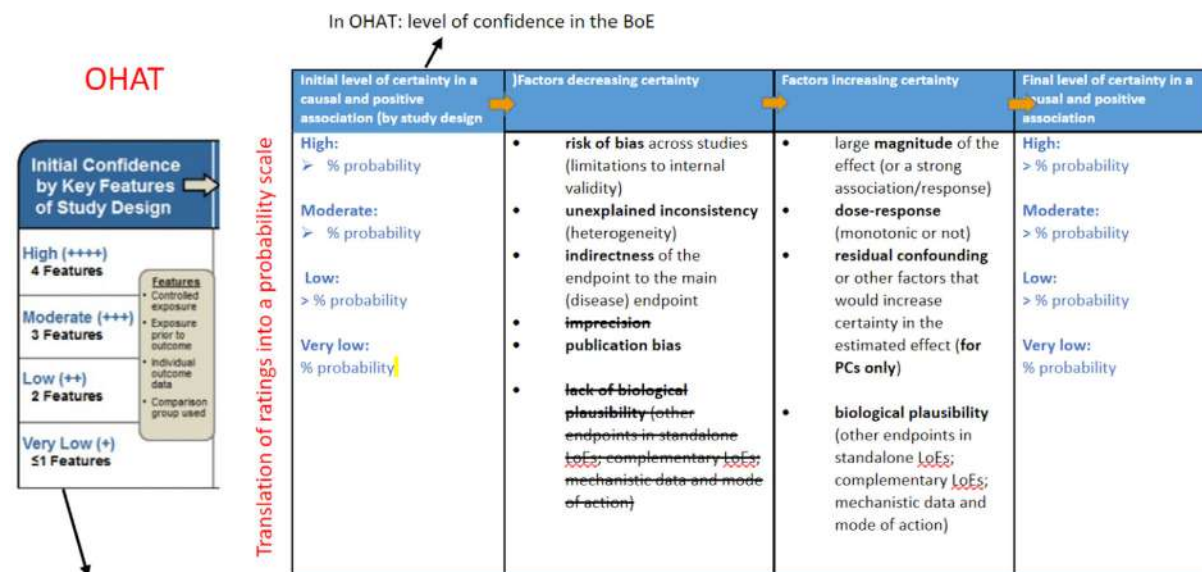 In OHAT: level of confidence in the BoE
OHAT
Initial Confidence
by Key Features
of Study Design
High (++++)
4 Features
Moderate (+++)
3 Features
Low (++)
2 Features
Very Low (+)
≤1 Features
Features
• Controlled
exposure
• Exposure
prior to
outcome
• Individual
outcome
data
• Comparison
group used
Translation of ratings into a probability scale
Initial level of certainty in a
causal and positive
association (by study design
High:
➢ % probability
Moderate:
➢ % probability
Low:
> % probability
Very low:
% probability
)Factors decreasing certainty
• risk of bias across studies
(limitations to internal
validity)
• unexplained inconsistency
(heterogeneity)
• indirectness of the
endpoint to the main
(disease) endpoint
• imprecision
• publication bias
• lack of biological
plausibility (other
endpoints in standalone
LoEs; complementary LoEs;
mechanistic data and mode
of action)
Factors increasing certainty
• large magnitude of the
effect (or a strong
association/response)
• dose-response
(monotonic or not)
• residual confounding
or other factors that
would increase
certainty in the
estimated effect (for
PCs only)
• biological plausibility
(other endpoints in
standalone LoEs;
complementary LoEs;
mechanistic data and
mode of action)
Final level of certainty in a
causal and positive
association
High:
> % probability
Moderate:
> % probability
Low:
> % probability
Very low:
% probability